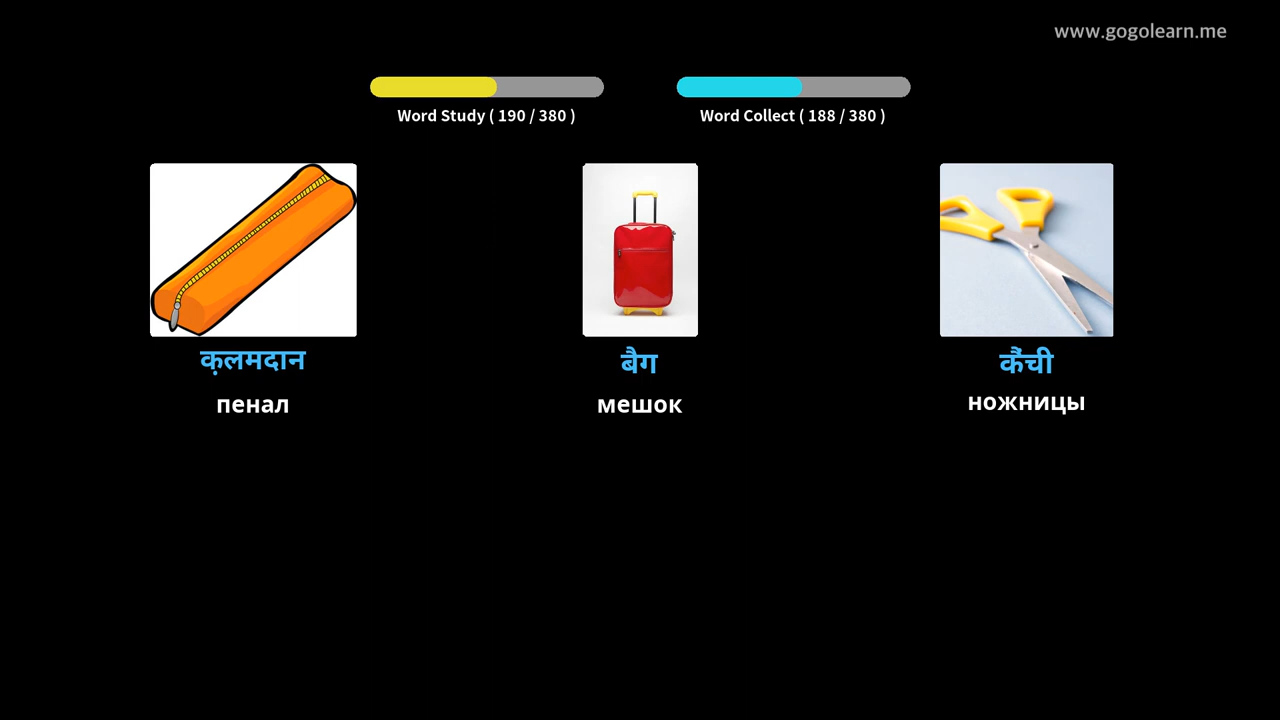 www.gogolearn.me
Word Study ( 190 / 380 )
Word Collect ( 188 / 380 )
क़लमदान
बैग
कैंची
пенал
мешок
ножницы